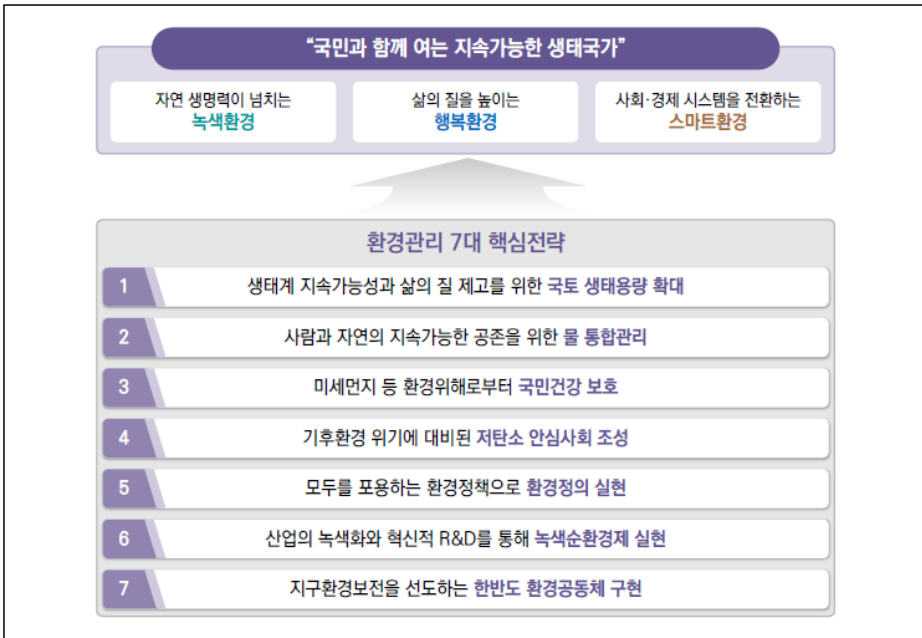 “국민과 함께 여는 지속가능한 생태국가”
자연 생명력이 넘치는
녹색환경
삶의 질을 높이는
행복환경
사회·경제 시스템을 전환하는
스마트환경
환경관리 7대 핵심전략
1 생태계 지속가능성과 삶의 질 제고를 위한 국토 생태용량 확대
2 사람과 자연의 지속가능한 공존을 위한 물 통합관리
3 미세먼지 등 환경위해로부터 국민건강 보호
4 기후환경 위기에 대비된 저탄소 안심사회 조성
5 모두를 포용하는 환경정책으로 환경정의 실현
6 산업의 녹색화와 혁신적 R&D를 통해 녹색순환경제 실현
7 지구환경보전을 선도하는 한반도 환경공동체 구현